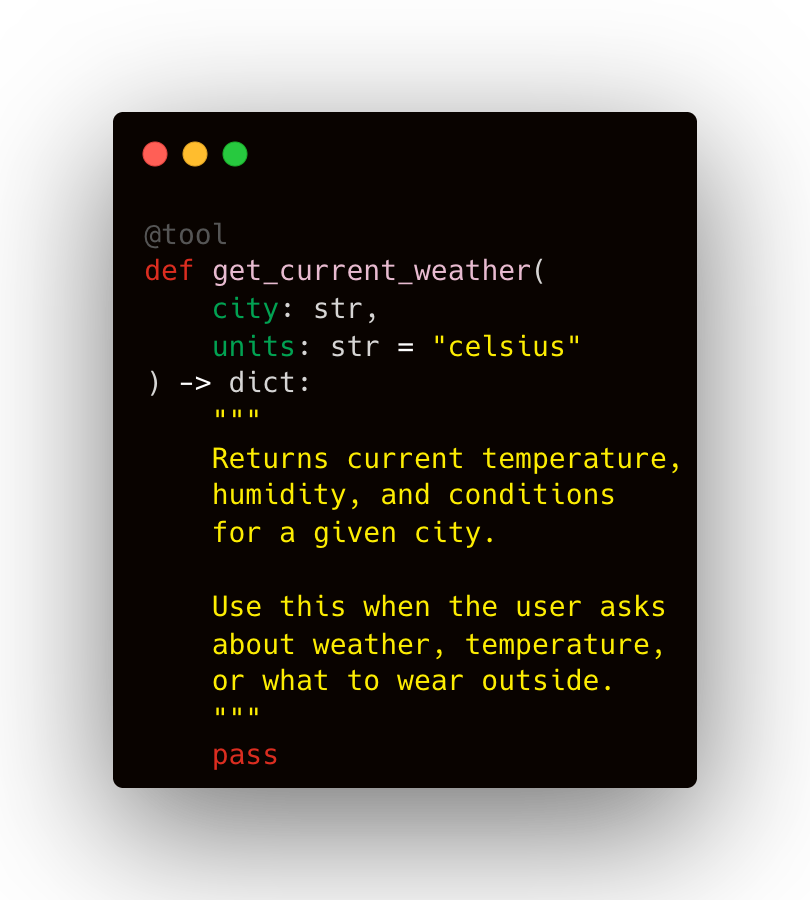 @tool
def get_current_weather(
    city: str,
    units: str = "celsius"
) -> dict:
    """
    Returns current temperature,
    humidity, and conditions
    for a given city.

    Use this when the user asks
    about weather, temperature,
    or what to wear outside.
    """
    pass